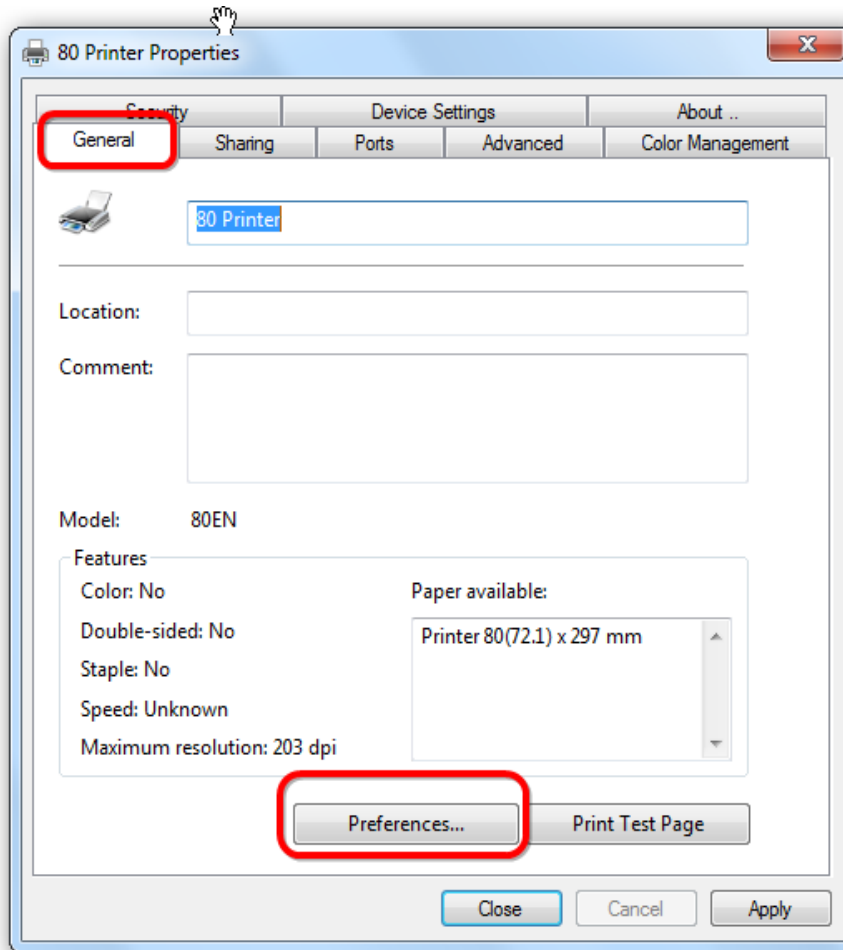 80 Printer Properties
Security Device Settings About ..
General Sharing Ports Advanced Color Management
80 Printer
Location:
Comment:
Model: 80EN
Features
Color: No
Paper available:
Double-sided: No
Printer 80(72.1) x 297 mm
Staple: No
Speed: Unknown
Maximum resolution: 203 dpi
Preferences... Print Test Page
Close Cancel Apply